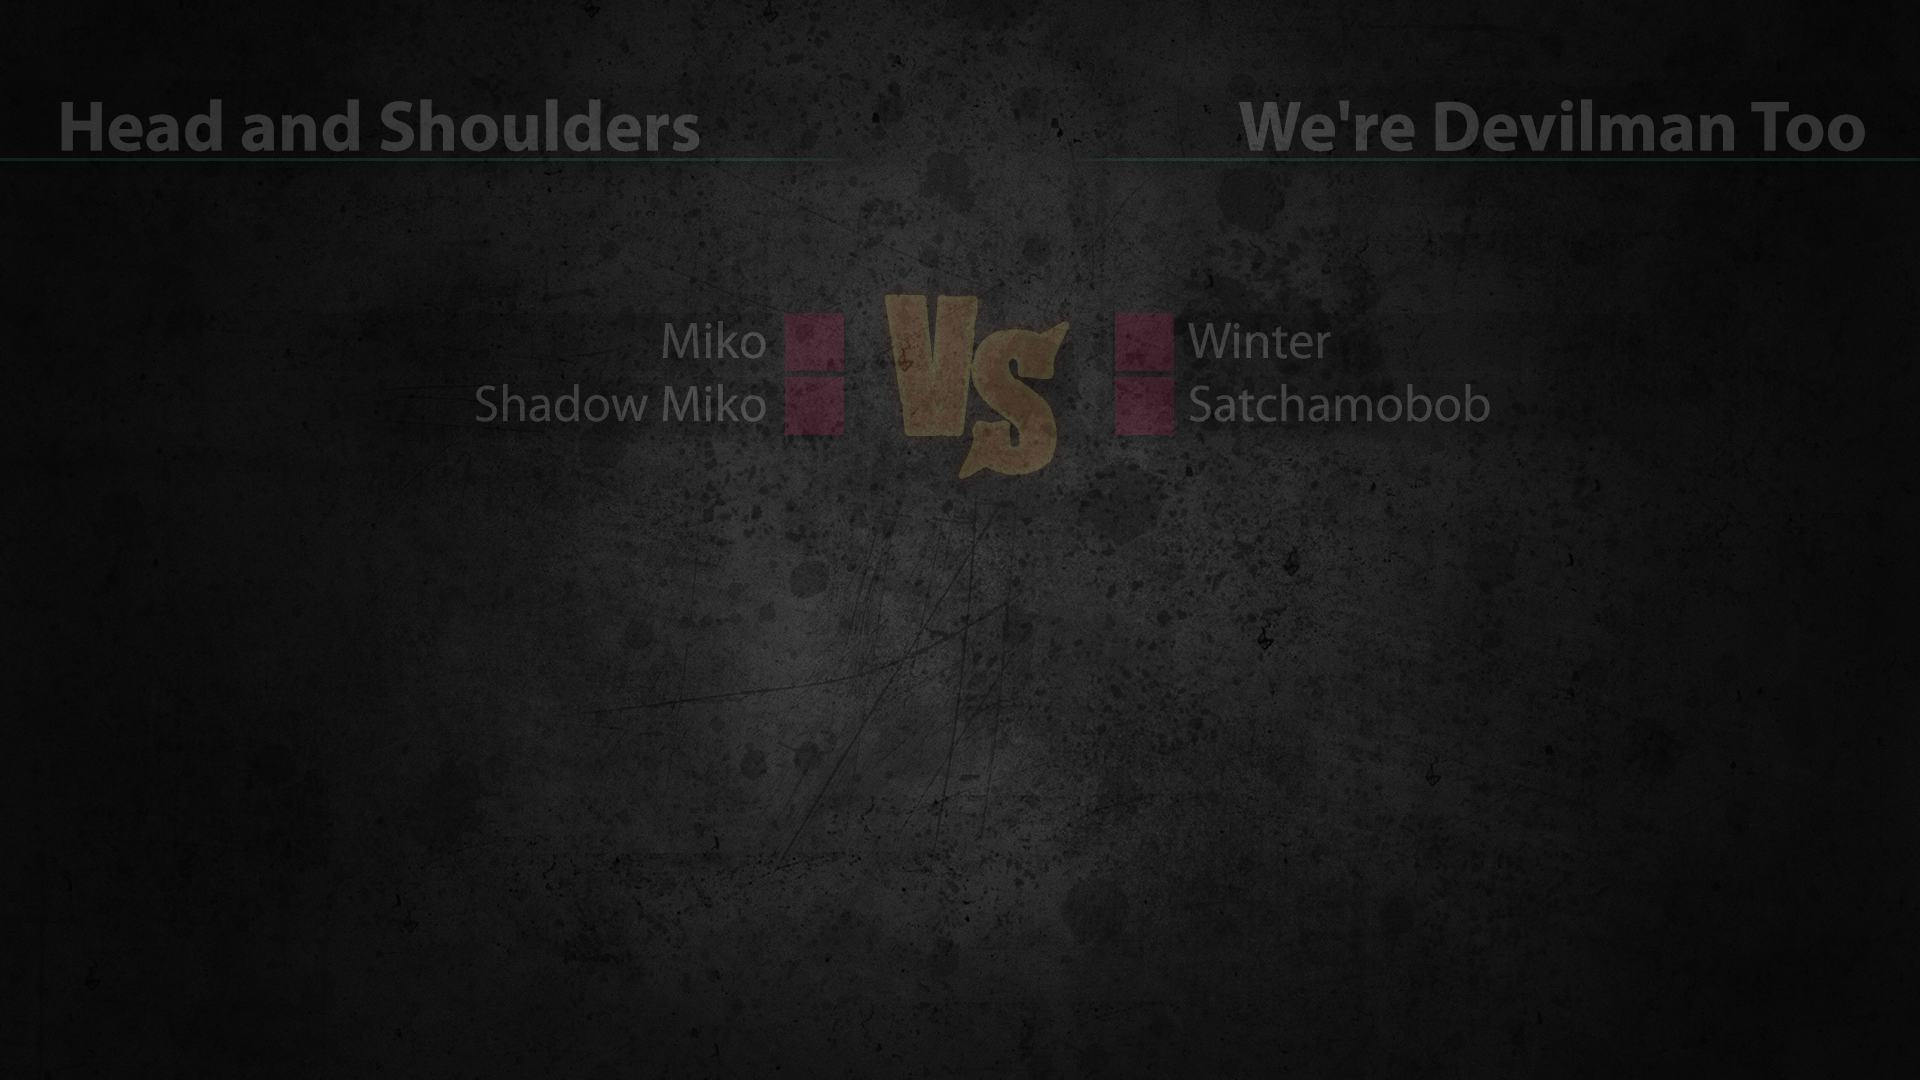 Head and Shoulders
We're Devilman Too
Miko
Shadow Miko
VS
Winter
Satchamobob